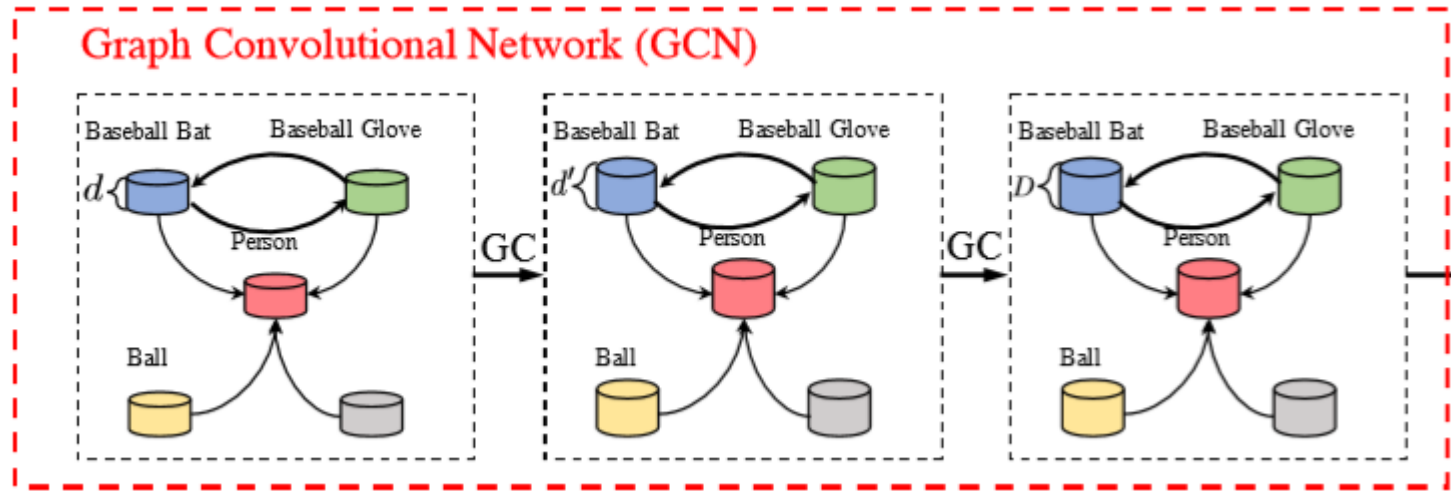 Graph Convolutional Network (GCN)
Baseball Bat
Baseball Glove
d
Person
Ball
GC
Baseball Bat
Baseball Glove
d'
Person
Ball
GC
Baseball Bat
Baseball Glove
D
Person
Ball